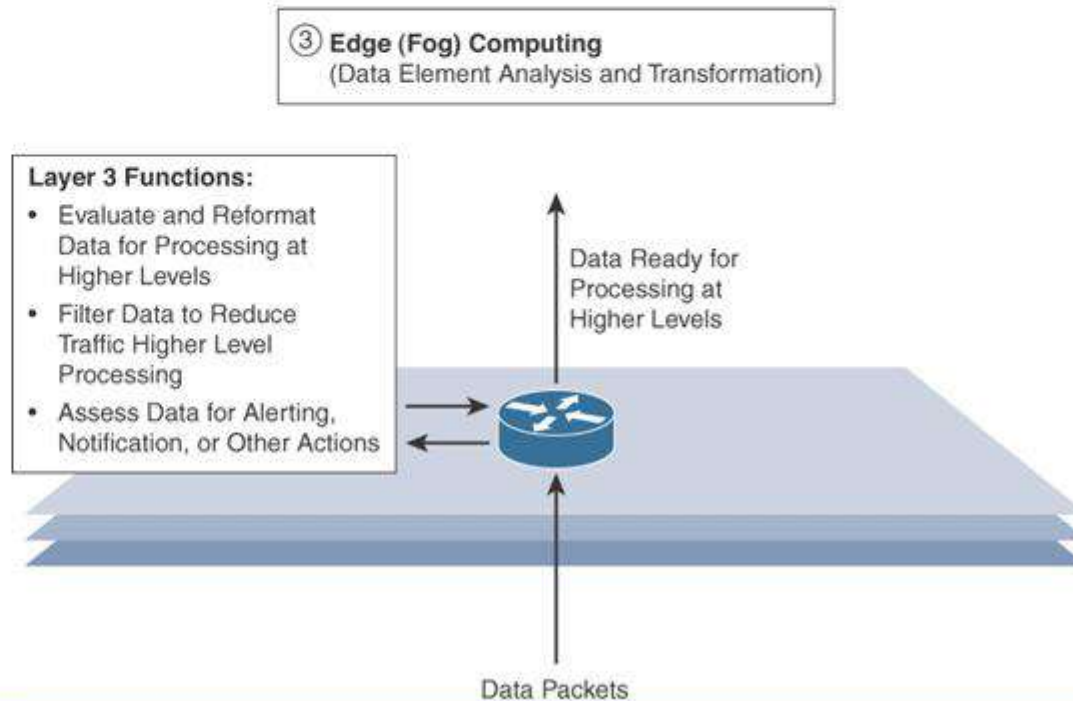 ③ Edge (Fog) Computing
(Data Element Analysis and Transformation)
Layer 3 Functions:
• Evaluate and Reformat
Data for Processing at
Higher Levels
• Filter Data to Reduce
Traffic Higher Level
Processing
• Assess Data for Alerting,
Notification, or Other Actions
Data Ready for
Processing at
Higher Levels
Data Packets